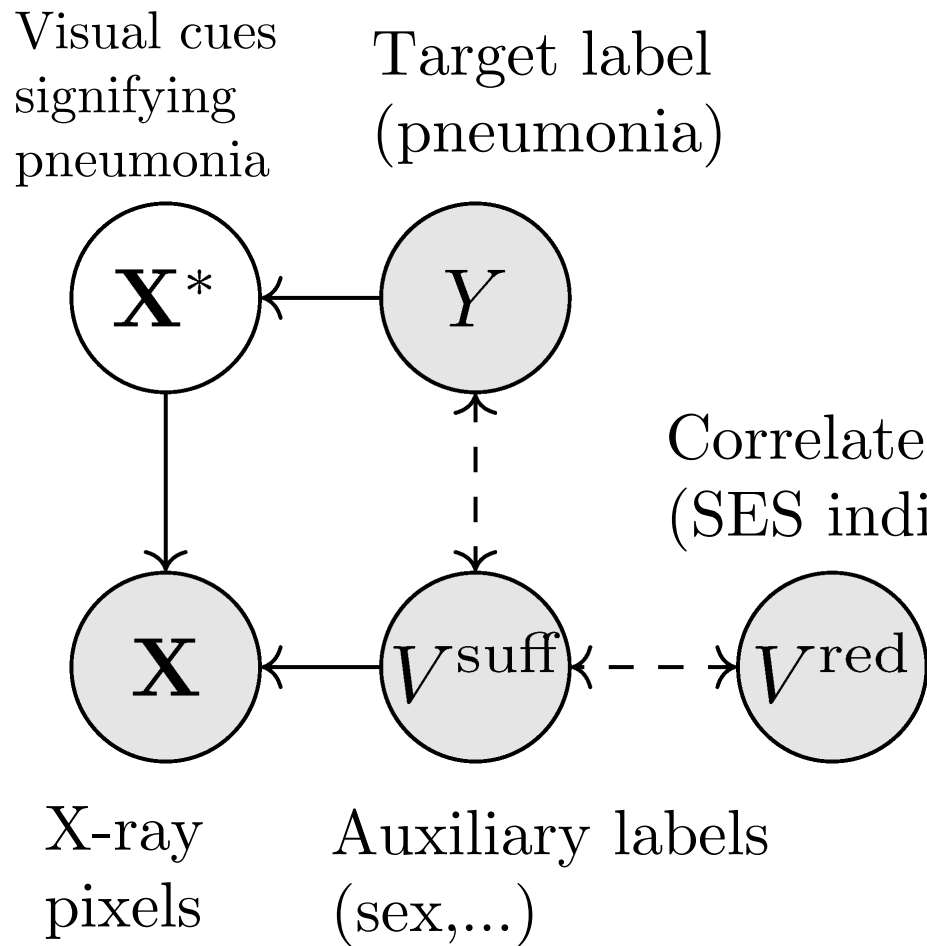 Visual cues
signifying
pneumonia
Target label
(pneumonia)
X*
Y
Correlate
(SES indi
X
V^suff
V^red
X-ray
pixels
Auxiliary labels
(sex,...)